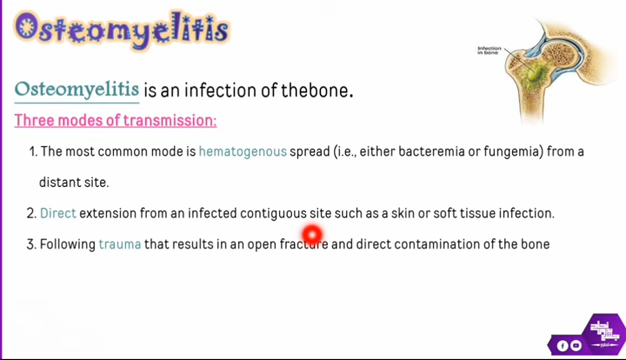 Osteomyelitis
Infection
in bone
Osteomyelitis is an infection of thebone.
Three modes of transmission:
1. The most common mode is hematogenous spread (i.e., either bacteremia or fungemia) from a
distant site.
2. Direct extension from an infected contiguous site such as a skin or soft tissue infection.
3. Following trauma that results in an open fracture and direct contamination of the bone